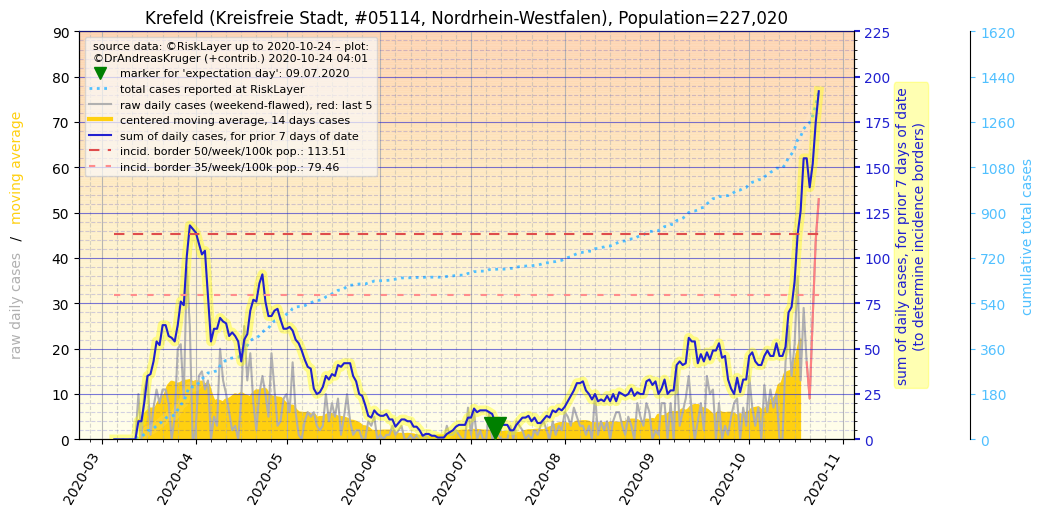 Krefeld (Kreisfreie Stadt, #05114, Nordrhein-Westfalen), Population=227,020
source data: ©RiskLayer up to 2020-10-24 – plot:
©DrAndreasKruger (+contrib.) 2020-10-24 04:01
marker for 'expectation day': 09.07.2020
total cases reported at RiskLayer
raw daily cases (weekend-flawed), red: last 5
centered moving average, 14 days cases
sum of daily cases, for prior 7 days of date
incid. border 50/week/100k pop.: 113.51
incid. border 35/week/100k pop.: 79.46
raw daily cases / moving average
90
80
70
60
50
40
30
20
10
0
225
200
175
150
125
100
75
50
25
0
sum of daily cases, for prior 7 days of date
(to determine incidence borders)
1620
1440
1260
1080
900
720
540
360
180
0
cumulative total cases
2020-03
2020-04
2020-05
2020-06
2020-07
2020-08
2020-09
2020-10
2020-11